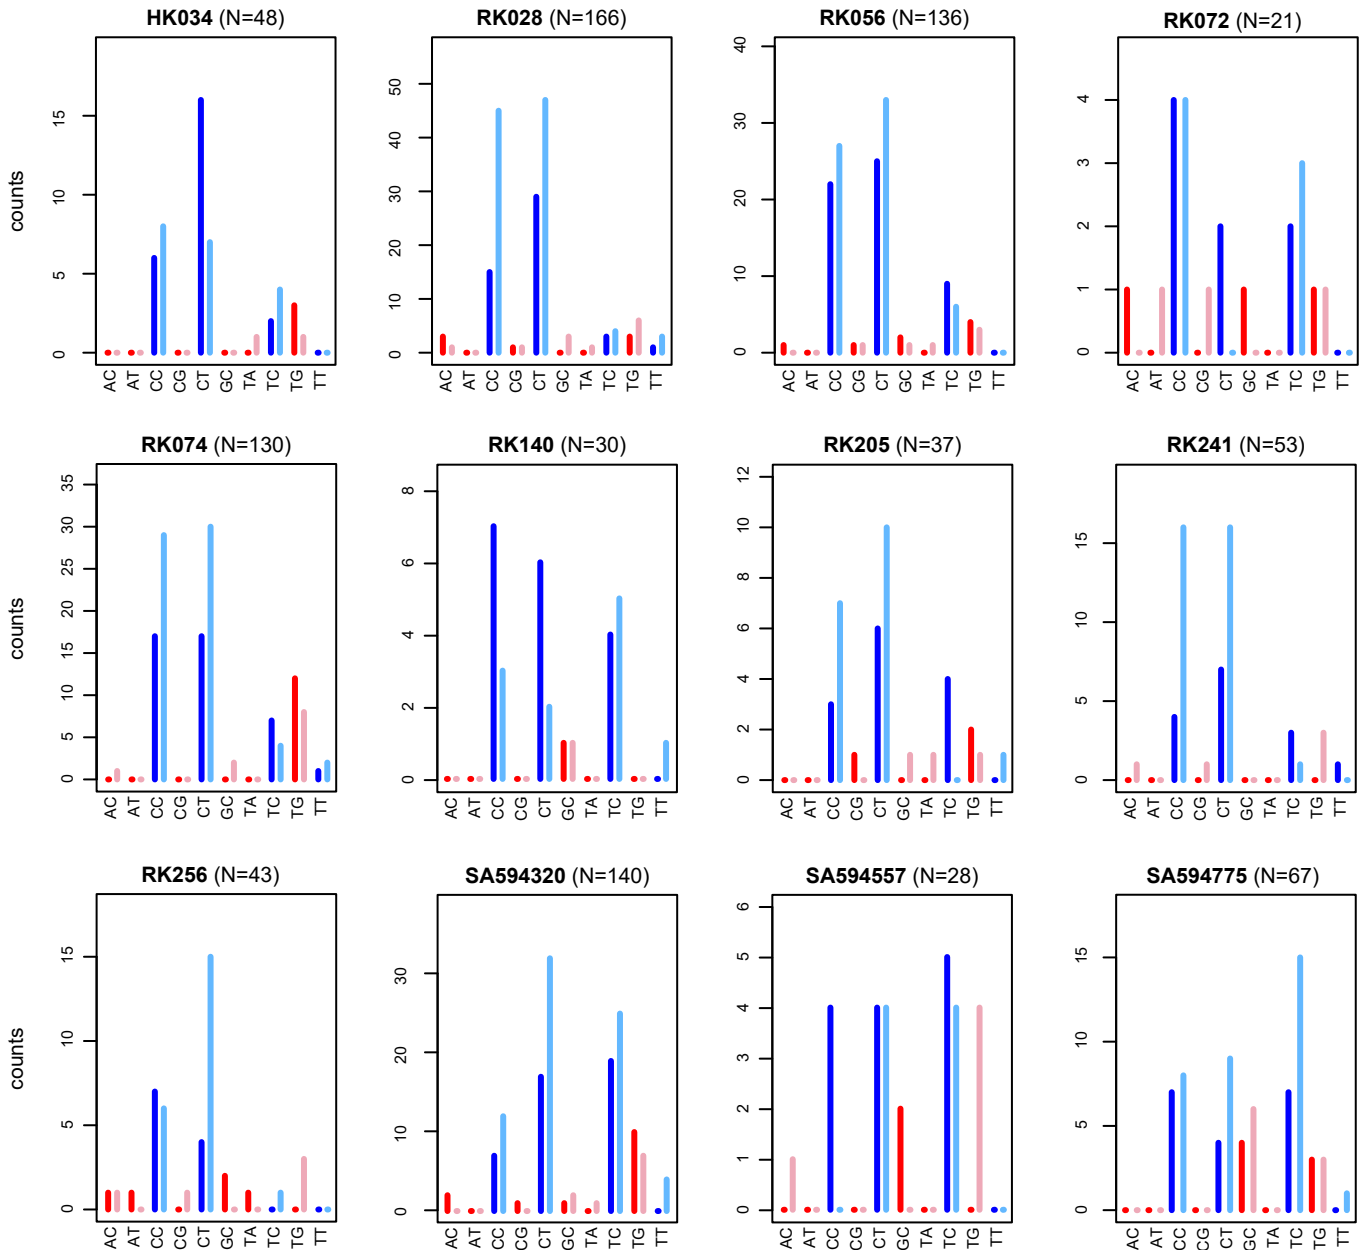 HK034 (N=48)
RK028 (N=166)
RK056 (N=136)
RK072 (N=21)
counts
0 5 10 15
0 10 20 30 40 50
0 10 20 30 40
0 1 2 3 4
AC AT CC CG CT GC TA TC TG TT
AC AT CC CG CT GC TA TC TG TT
AC AT CC CG CT GC TA TC TG TT
AC AT CC CG CT GC TA TC TG TT
RK074 (N=130)
RK140 (N=30)
RK205 (N=37)
RK241 (N=53)
counts
0 5 10 15 20 25 30 35
0 2 4 6 8
0 2 4 6 8 10 12
0 5 10 15
AC AT CC CG CT GC TA TC TG TT
AC AT CC CG CT GC TA TC TG TT
AC AT CC CG CT GC TA TC TG TT
AC AT CC CG CT GC TA TC TG TT
RK256 (N=43)
SA594320 (N=140)
SA594557 (N=28)
SA594775 (N=67)
counts
0 5 10 15
0 10 20 30
0 1 2 3 4 5 6
0 5 10 15
AC AT CC CG CT GC TA TC TG TT
AC AT CC CG CT GC TA TC TG TT
AC AT CC CG CT GC TA TC TG TT
AC AT CC CG CT GC TA TC TG TT